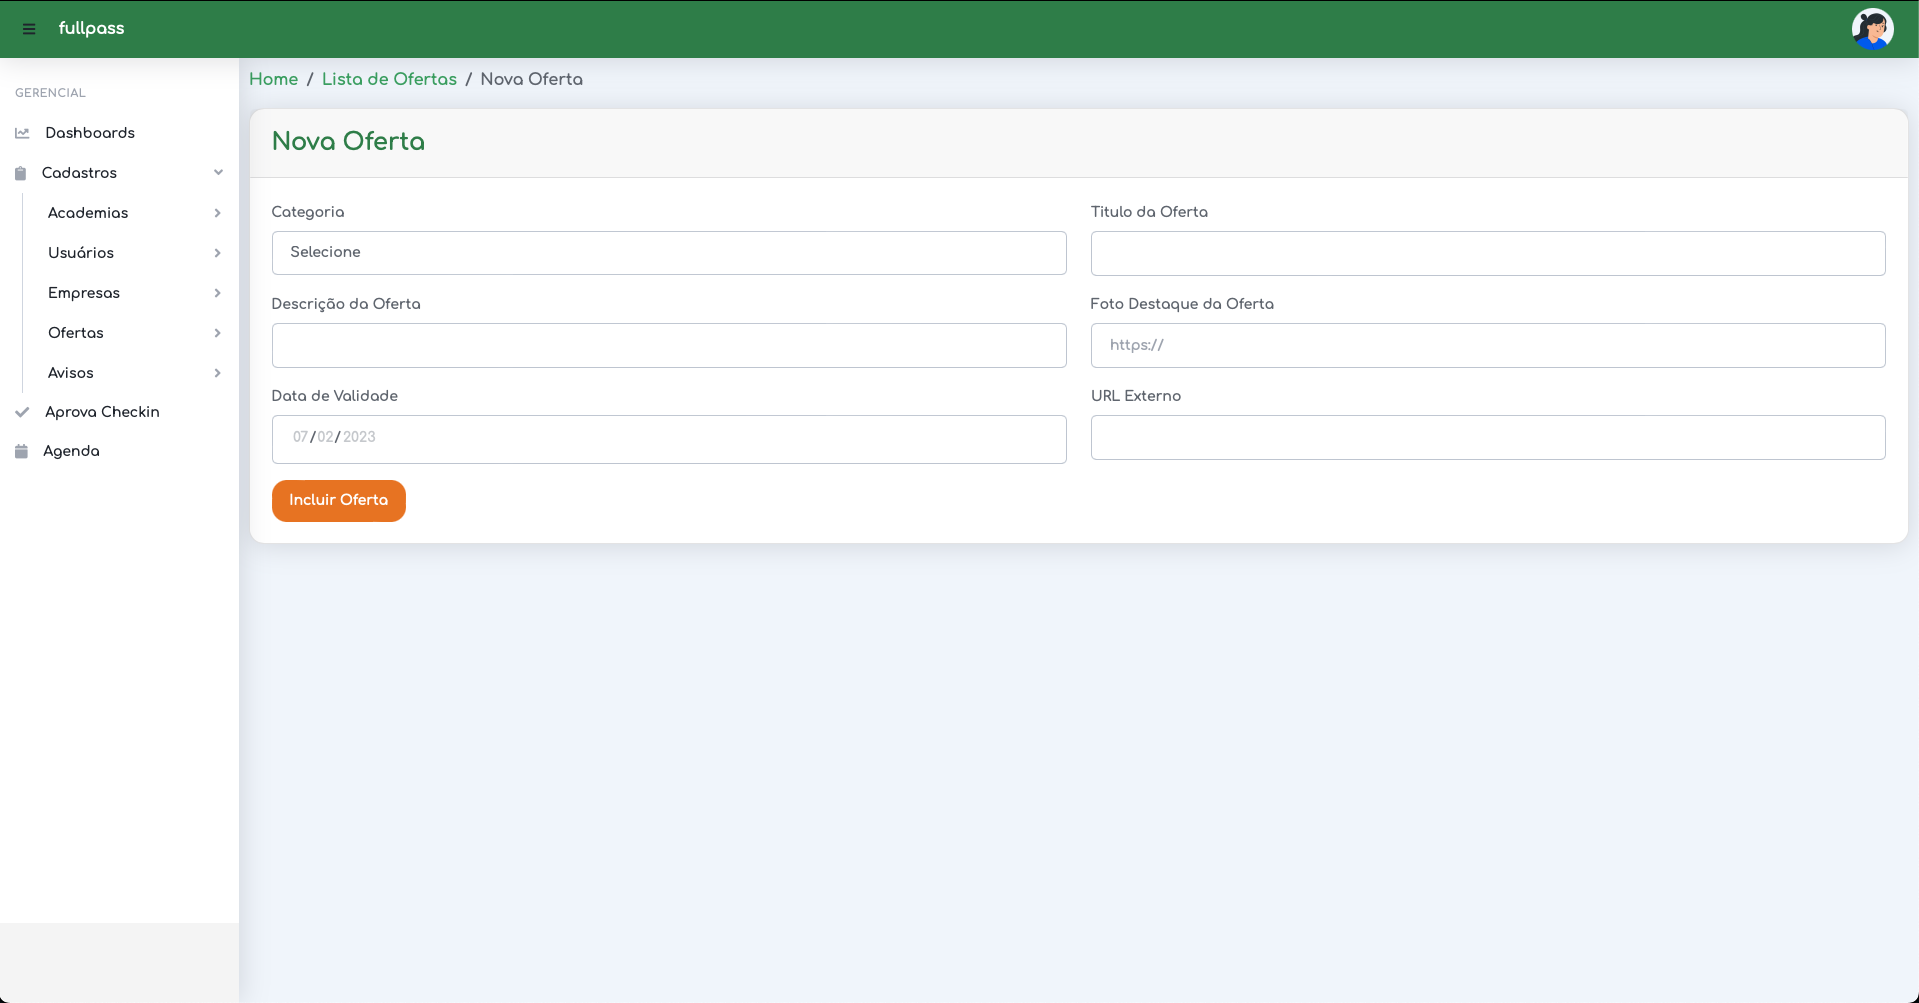 fullpass
Home / Lista de Ofertas / Nova Oferta
GERENCIAL
Dashboards
Cadastros
Academias
Usuários
Empresas
Ofertas
Avisos
Aprova Checkin
Agenda
Nova Oferta
Categoria
Selecione
Titulo da Oferta
Descrição da Oferta
Foto Destaque da Oferta
https://
Data de Validade
07/02/2023
URL Externo
Incluir Oferta